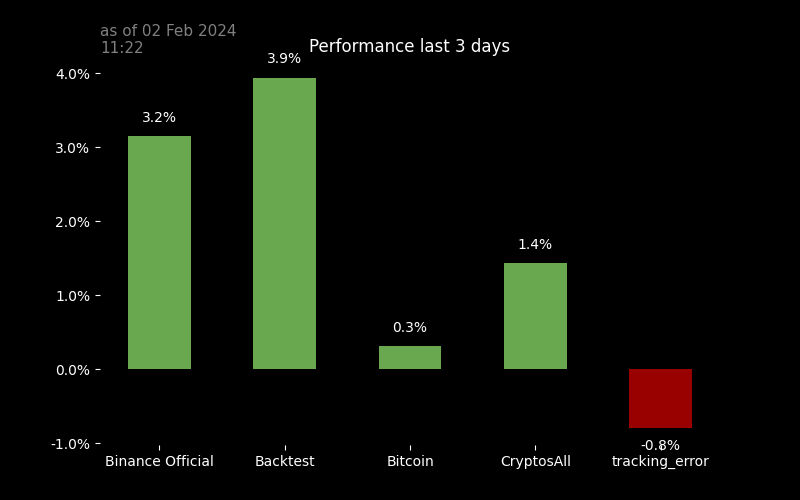 as of 02 Feb 2024
11:22
Performance last 3 days
4.0%
3.0%
2.0%
1.0%
0.0%
-1.0%
3.2%
3.9%
0.3%
1.4%
-0.8%
Binance Official
Backtest
Bitcoin
CryptosAll
tracking_error